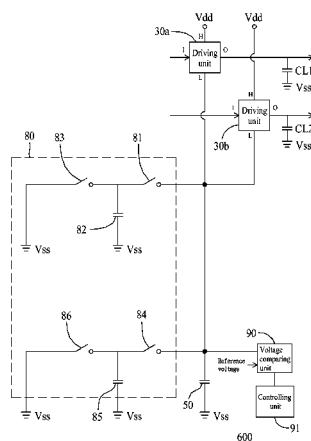 30a Vdd Vdd
H
I Driving unit O
L
CL1
Vss
H
I Driving unit O
L
CL2
30b Vss
80
83 81
82
Vss Vss
86 84
90
Reference voltage
Voltage comparing unit
Controlling unit
85 50
Vss Vss Vss
600 91